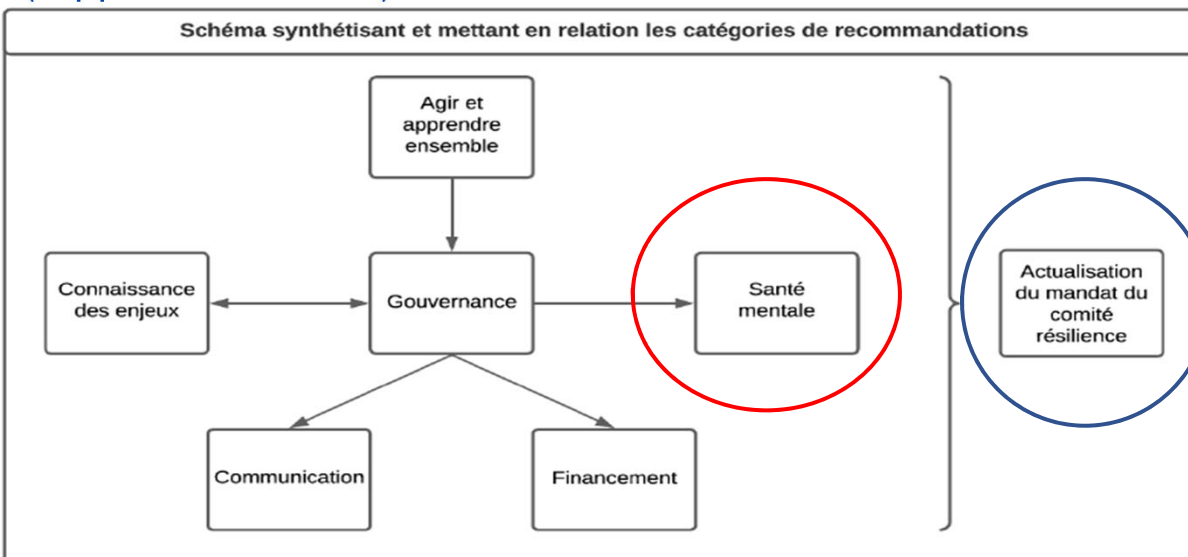 Schéma synthétisant et mettant en relation les catégories de recommandations
Agir et
apprendre
ensemble
Connaissance
des enjeux
Gouvernance
Santé
mentale
Actualisation
du mandat du
comité
résilience
Communication
Financement